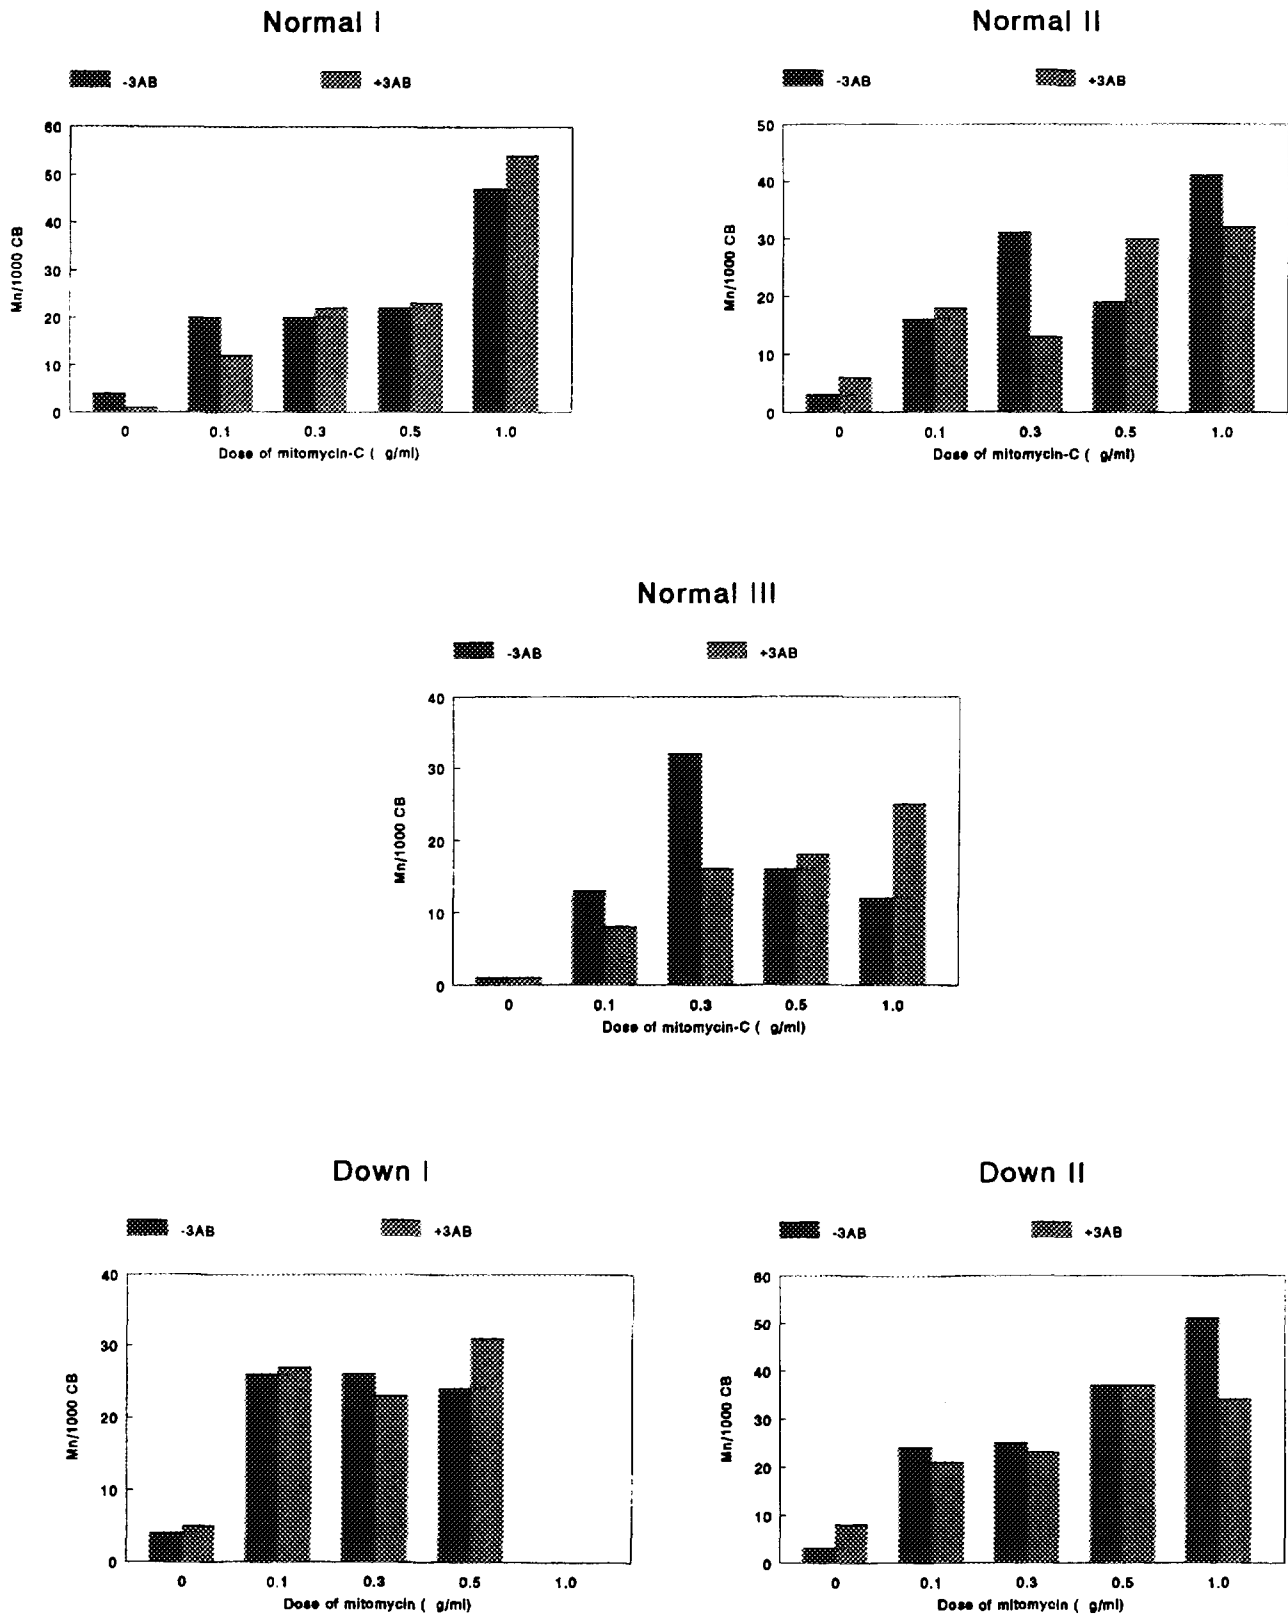 Normal I
-3AB +3AB
60
50
40
30
20
10
0
Mn/1000 CB
0 0.1 0.3 0.5 1.0
Dose of mitomycin-C ( g/ml)
Normal II
-3AB +3AB
50
40
30
20
10
0
Mn/1000 CB
0 0.1 0.3 0.5 1.0
Dose of mitomycin-C ( g/ml)
Normal III
-3AB +3AB
40
30
20
10
0
Mn/1000 CB
0 0.1 0.3 0.5 1.0
Dose of mitomycin-C ( g/ml)
Down I
-3AB +3AB
40
30
20
10
0
Mn/1000 CB
0 0.1 0.3 0.5 1.0
Dose of mitomycin ( g/ml)
Down II
-3AB +3AB
60
50
40
30
20
10
0
Mn/1000 CB
0 0.1 0.3 0.5 1.0
Dose of mitomycin ( g/ml)